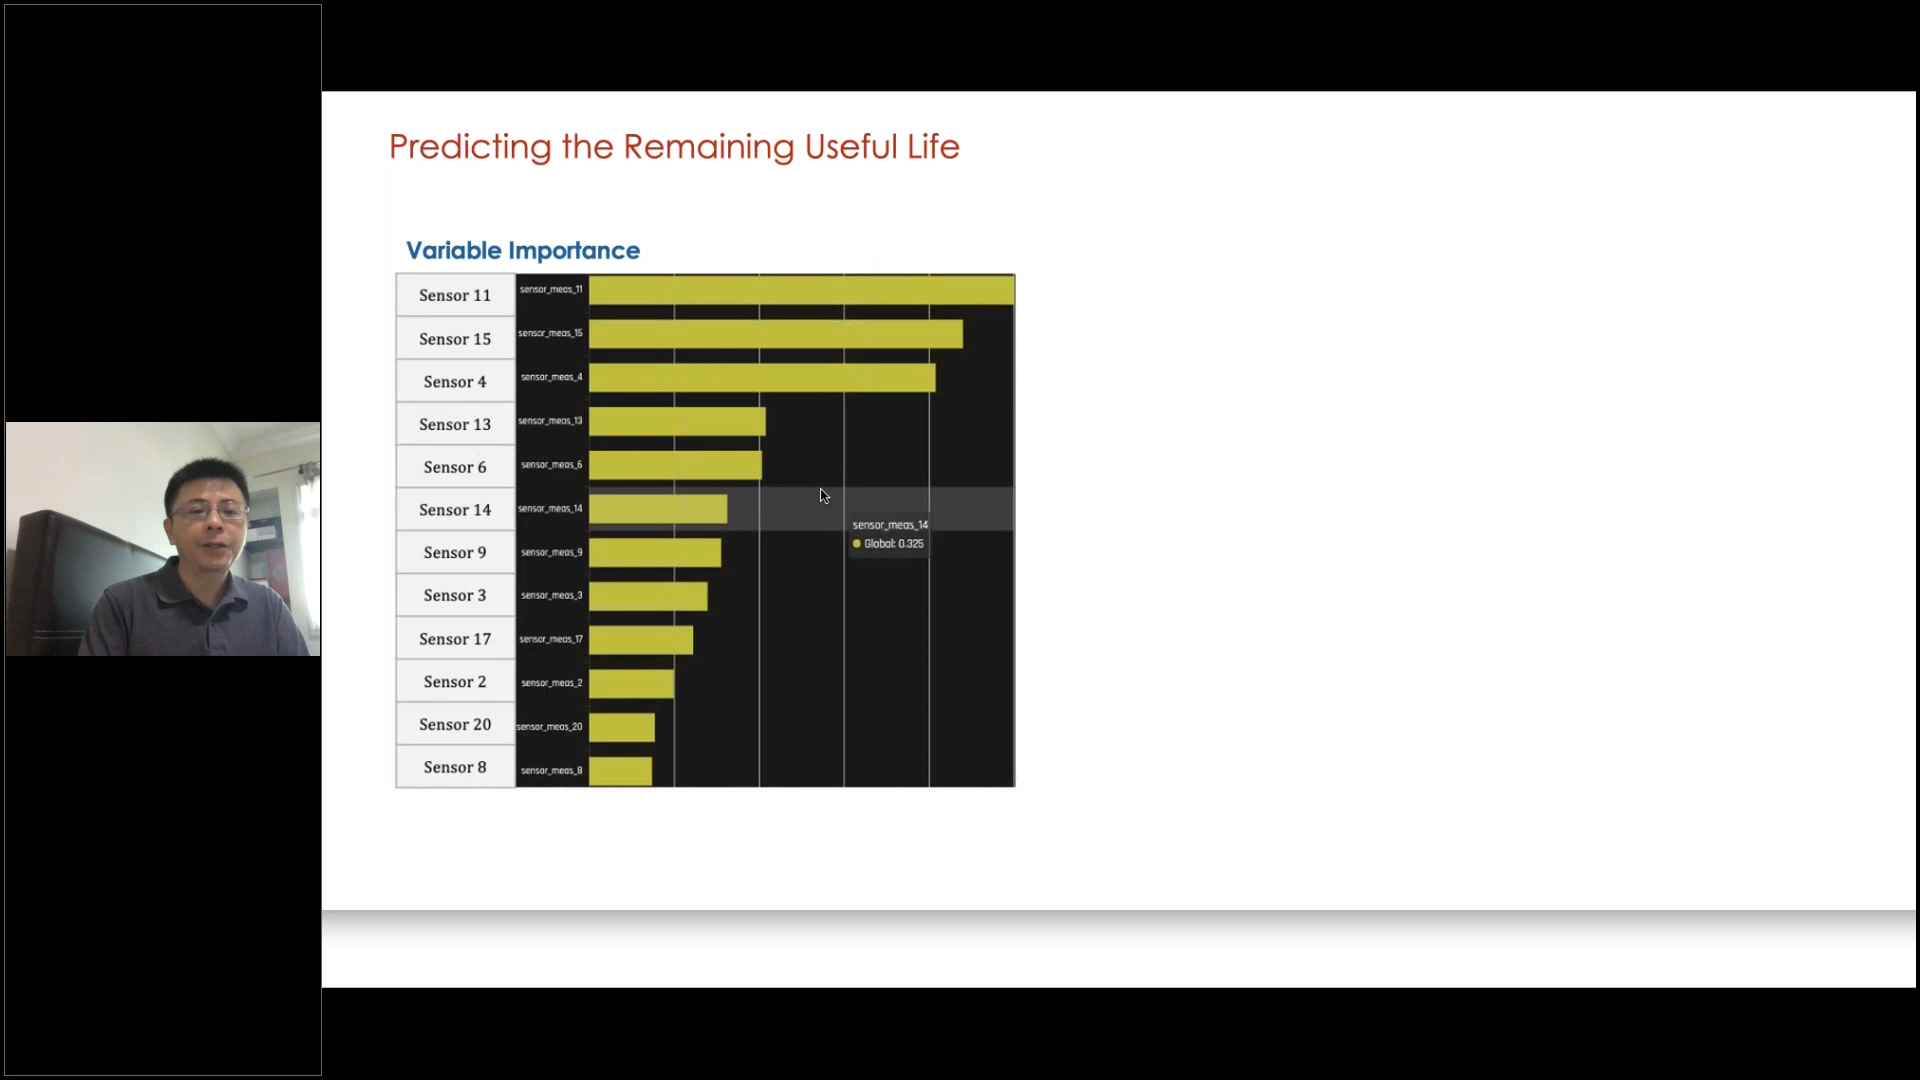 Predicting the Remaining Useful Life
Variable Importance
Sensor 11 sensor_meas_11
Sensor 15 sensor_meas_15
Sensor 4 sensor_meas_4
Sensor 13 sensor_meas_13
Sensor 6 sensor_meas_6
Sensor 14 sensor_meas_14
sensor_meas_14
Global: 0.325
Sensor 9 sensor_meas_9
Sensor 3 sensor_meas_3
Sensor 17 sensor_meas_17
Sensor 2 sensor_meas_2
Sensor 20 sensor_meas_20
Sensor 8 sensor_meas_8